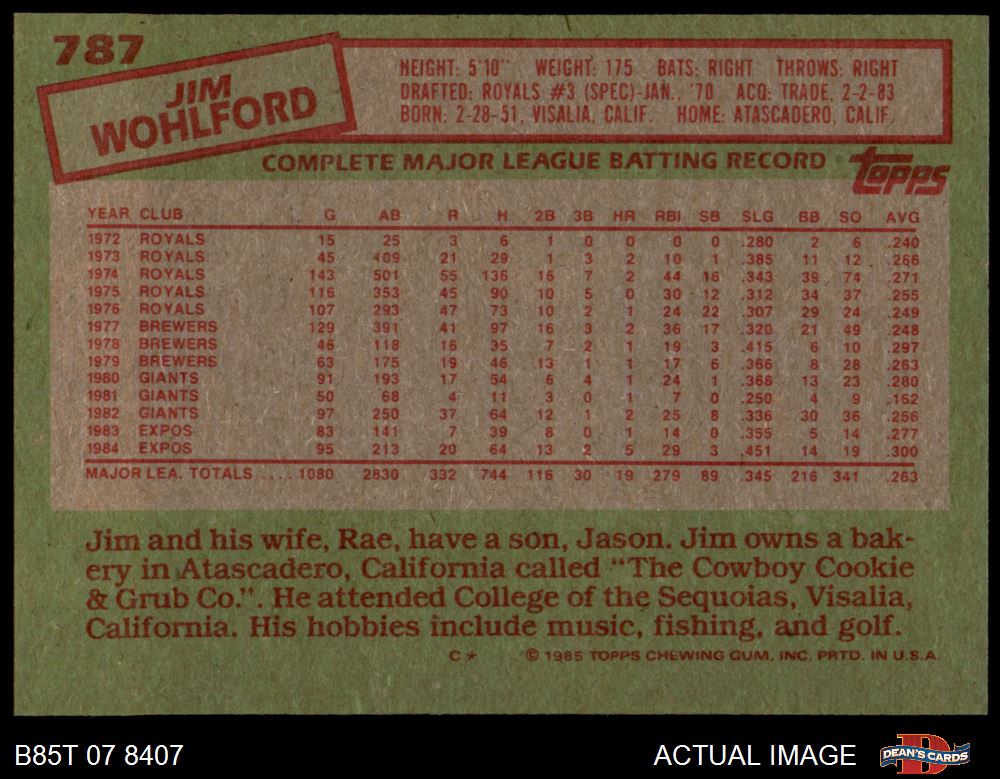 787
JIM
WOHLFORD
HEIGHT: 5'10" WEIGHT: 175 BATS: RIGHT THROWS: RIGHT
DRAFTED: ROYALS #3 (SPEC)-JAN., '70 ACQ: TRADE, 2-2-83
BORN: 2-28-51, VISALIA, CALIF. HOME: ATASCADERO, CALIF.
COMPLETE MAJOR LEAGUE BATTING RECORD topps
YEAR CLUB G AB R H 2B 3B HR RBI SB SLG BB SO AVG
1972 ROYALS 15 25 3 6 1 0 0 0 0 .280 2 6 .240
1973 ROYALS 45 109 21 29 1 3 2 10 1 .385 11 12 .266
1974 ROYALS 143 501 55 136 16 7 2 44 16 .343 39 74 .271
1975 ROYALS 116 353 45 90 10 5 0 30 12 .312 34 37 .255
1976 ROYALS 107 293 47 73 10 2 1 24 22 .307 29 24 .249
1977 BREWERS 129 391 41 97 16 3 2 36 17 .320 21 49 .248
1978 BREWERS 46 118 16 35 7 2 1 19 3 .415 6 10 .297
1979 BREWERS 63 175 19 46 13 1 1 17 6 .366 8 28 .263
1980 GIANTS 91 193 17 54 6 4 1 24 1 .368 13 23 .280
1981 GIANTS 50 68 4 11 3 0 1 7 0 .250 4 9 .162
1982 GIANTS 97 250 37 64 12 1 2 25 8 .336 30 36 .256
1983 EXPOS 83 141 7 39 8 0 1 14 0 .355 5 14 .277
1984 EXPOS 95 213 20 64 13 2 5 29 3 .451 14 19 .300
MAJOR LEA. TOTALS .... 1080 2830 332 744 116 30 19 279 89 .345 216 341 .263
Jim and his wife, Rae, have a son, Jason. Jim owns a bak-
ery in Atascadero, California called "The Cowboy Cookie
& Grub Co.". He attended College of the Sequoias, Visalia,
California. His hobbies include music, fishing, and golf.
C* © 1985 TOPPS CHEWING GUM, INC. PRTD. IN U.S.A.
B85T 07 8407 ACTUAL IMAGE DEAN'S CARDS